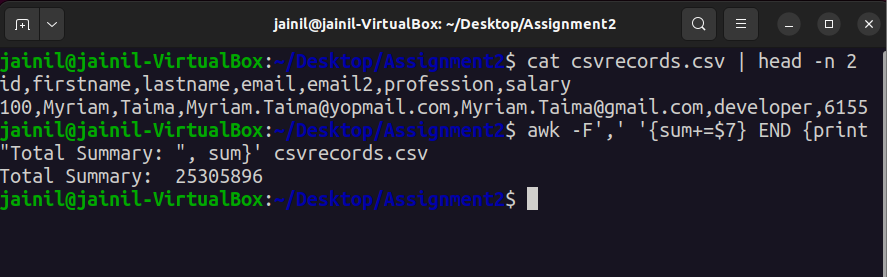 jainil@jainil-VirtualBox: ~/Desktop/Assignment2
jainil@jainil-VirtualBox:~/Desktop/Assignment2$ cat csvrecords.csv | head -n 2
id,firstname,lastname,email,email2,profession,salary
100,Myriam,Taima,Myriam.Taima@yopmail.com,Myriam.Taima@gmail.com,developer,6155
jainil@jainil-VirtualBox:~/Desktop/Assignment2$ awk -F',' '{sum+=$7} END {print
"Total Summary: ", sum}' csvrecords.csv
Total Summary:  25305896
jainil@jainil-VirtualBox:~/Desktop/Assignment2$